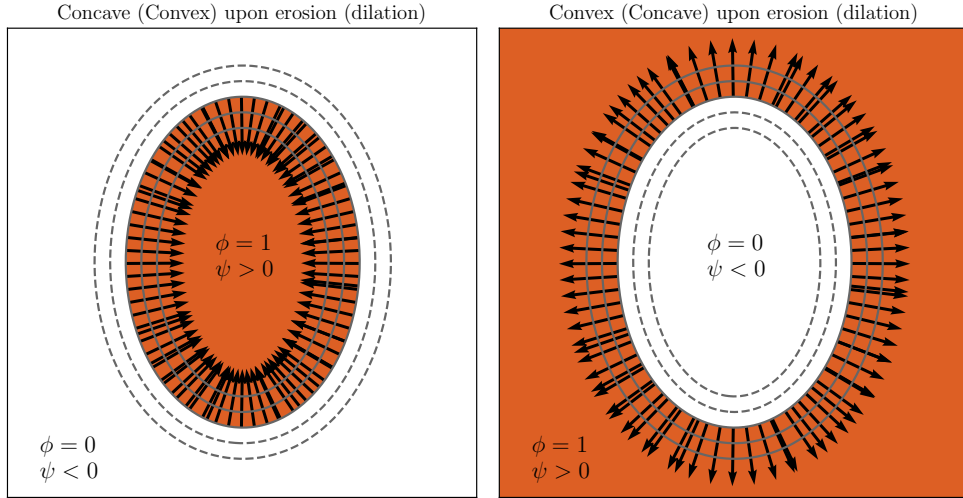 Concave (Convex) upon erosion (dilation)
ϕ = 1
ψ > 0
ϕ = 0
ψ < 0
Convex (Concave) upon erosion (dilation)
ϕ = 0
ψ < 0
ϕ = 1
ψ > 0